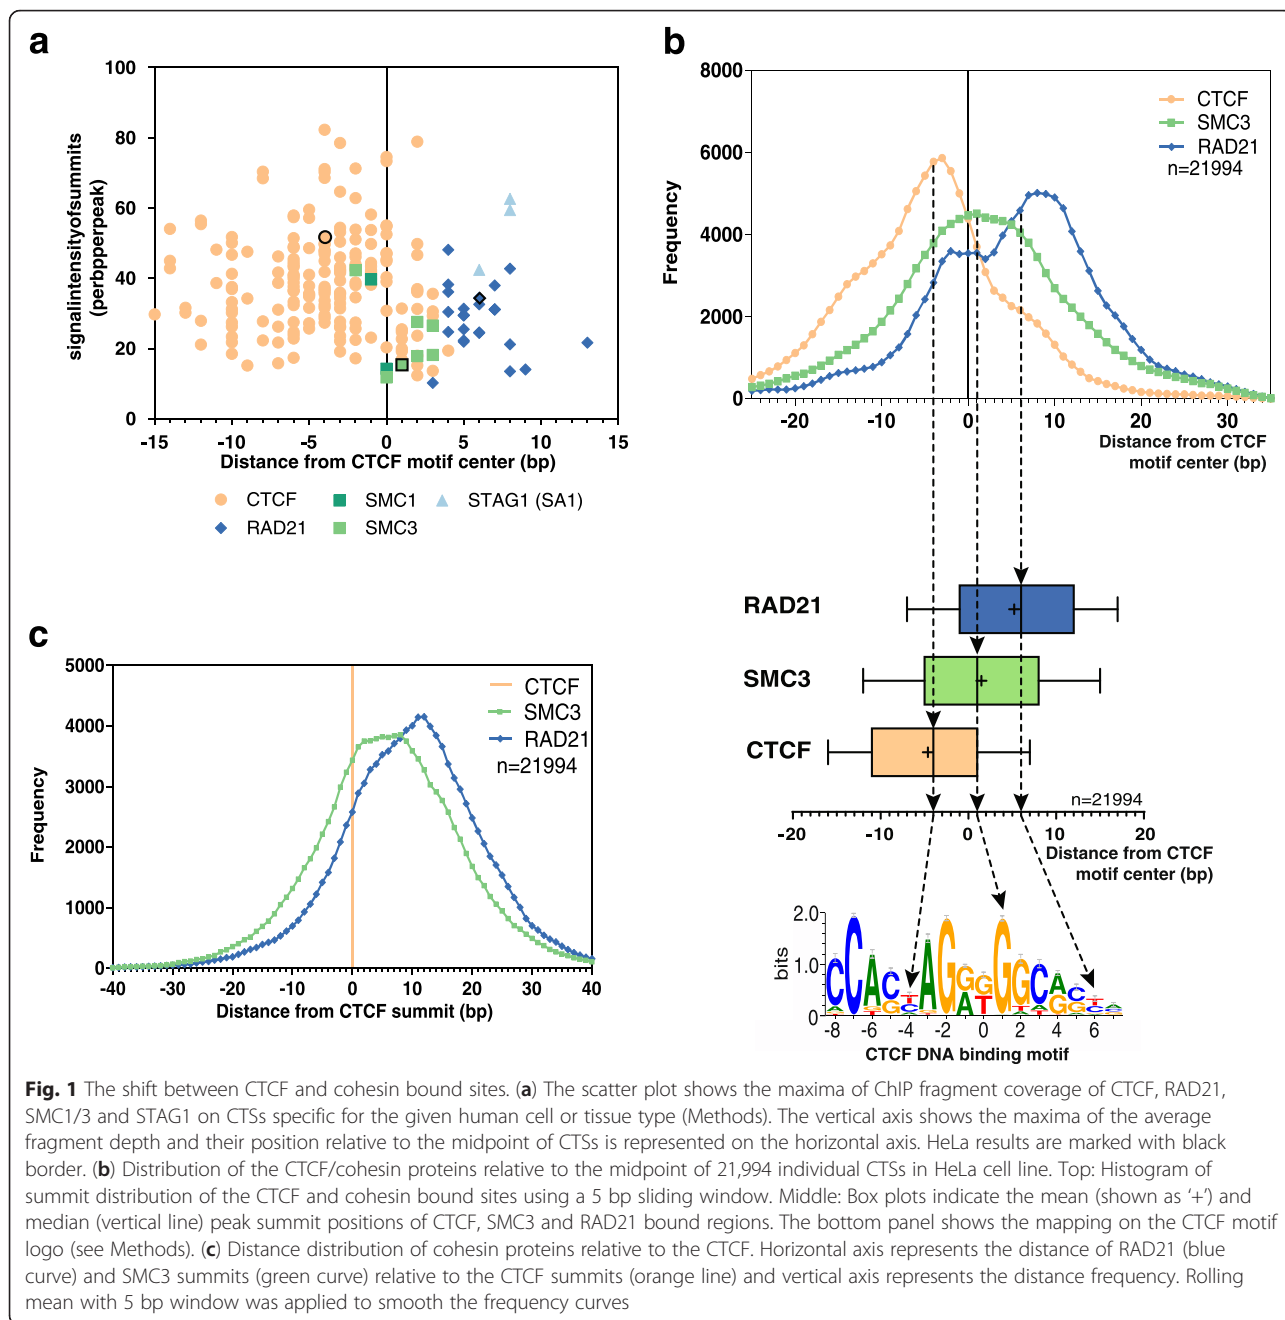 a
signalintensityofsummits
(perbpperpeak)
100
80
60
40
20
0
-15 -10 -5 0 5 10 15
Distance from CTCF motif center (bp)
CTCF SMC1 STAG1 (SA1)
RAD21 SMC3
b
Frequency
8000
6000
4000
2000
0
CTCF
SMC3
RAD21
n=21994
-20 -10 0 10 20 30
Distance from CTCF
motif center (bp)
RAD21
SMC3
CTCF
n=21994
-20 -10 0 10 20
Distance from CTCF
motif center (bp)
bits
2.0
1.0
0
-8 -6 -4 -2 0 2 4 6
CTCF DNA binding motif
c
Frequency
5000
4000
3000
2000
1000
0
CTCF
SMC3
RAD21
n=21994
-40 -30 -20 -10 0 10 20 30 40
Distance from CTCF summit (bp)
Fig. 1 The shift between CTCF and cohesin bound sites. (a) The scatter plot shows the maxima of ChIP fragment coverage of CTCF, RAD21,
SMC1/3 and STAG1 on CTSs specific for the given human cell or tissue type (Methods). The vertical axis shows the maxima of the average
fragment depth and their position relative to the midpoint of CTSs is represented on the horizontal axis. HeLa results are marked with black
border. (b) Distribution of the CTCF/cohesin proteins relative to the midpoint of 21,994 individual CTSs in HeLa cell line. Top: Histogram of
summit distribution of the CTCF and cohesin bound sites using a 5 bp sliding window. Middle: Box plots indicate the mean (shown as '+') and
median (vertical line) peak summit positions of CTCF, SMC3 and RAD21 bound regions. The bottom panel shows the mapping on the CTCF motif
logo (see Methods). (c) Distance distribution of cohesin proteins relative to the CTCF. Horizontal axis represents the distance of RAD21 (blue
curve) and SMC3 summits (green curve) relative to the CTCF summits (orange line) and vertical axis represents the distance frequency. Rolling
mean with 5 bp window was applied to smooth the frequency curves